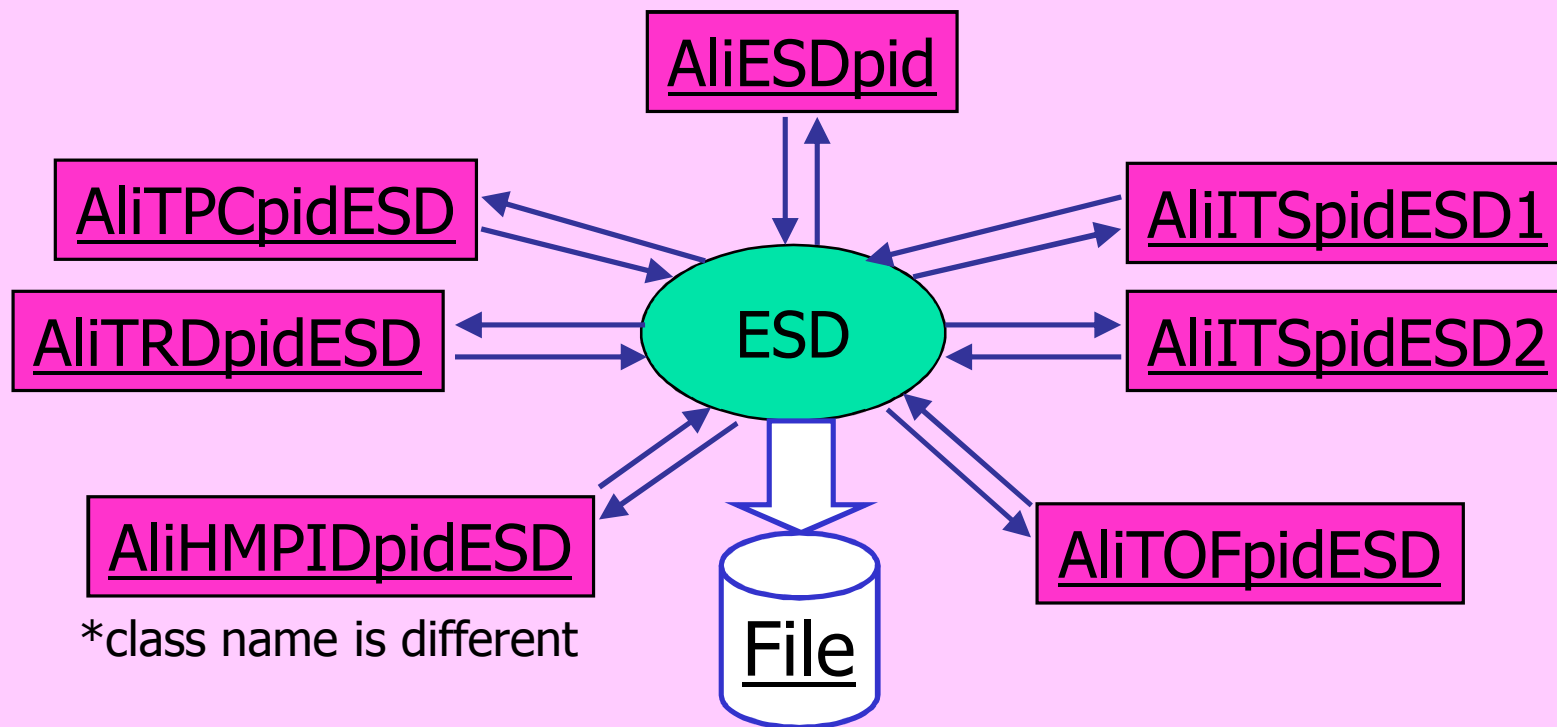 AliESDpid
AliTPCpidESD
AliITSpidESD1
AliTRDpidESD
ESD
AliITSpidESD2
AliHMPIDpidESD
AliTOFpidESD
*class name is different
File